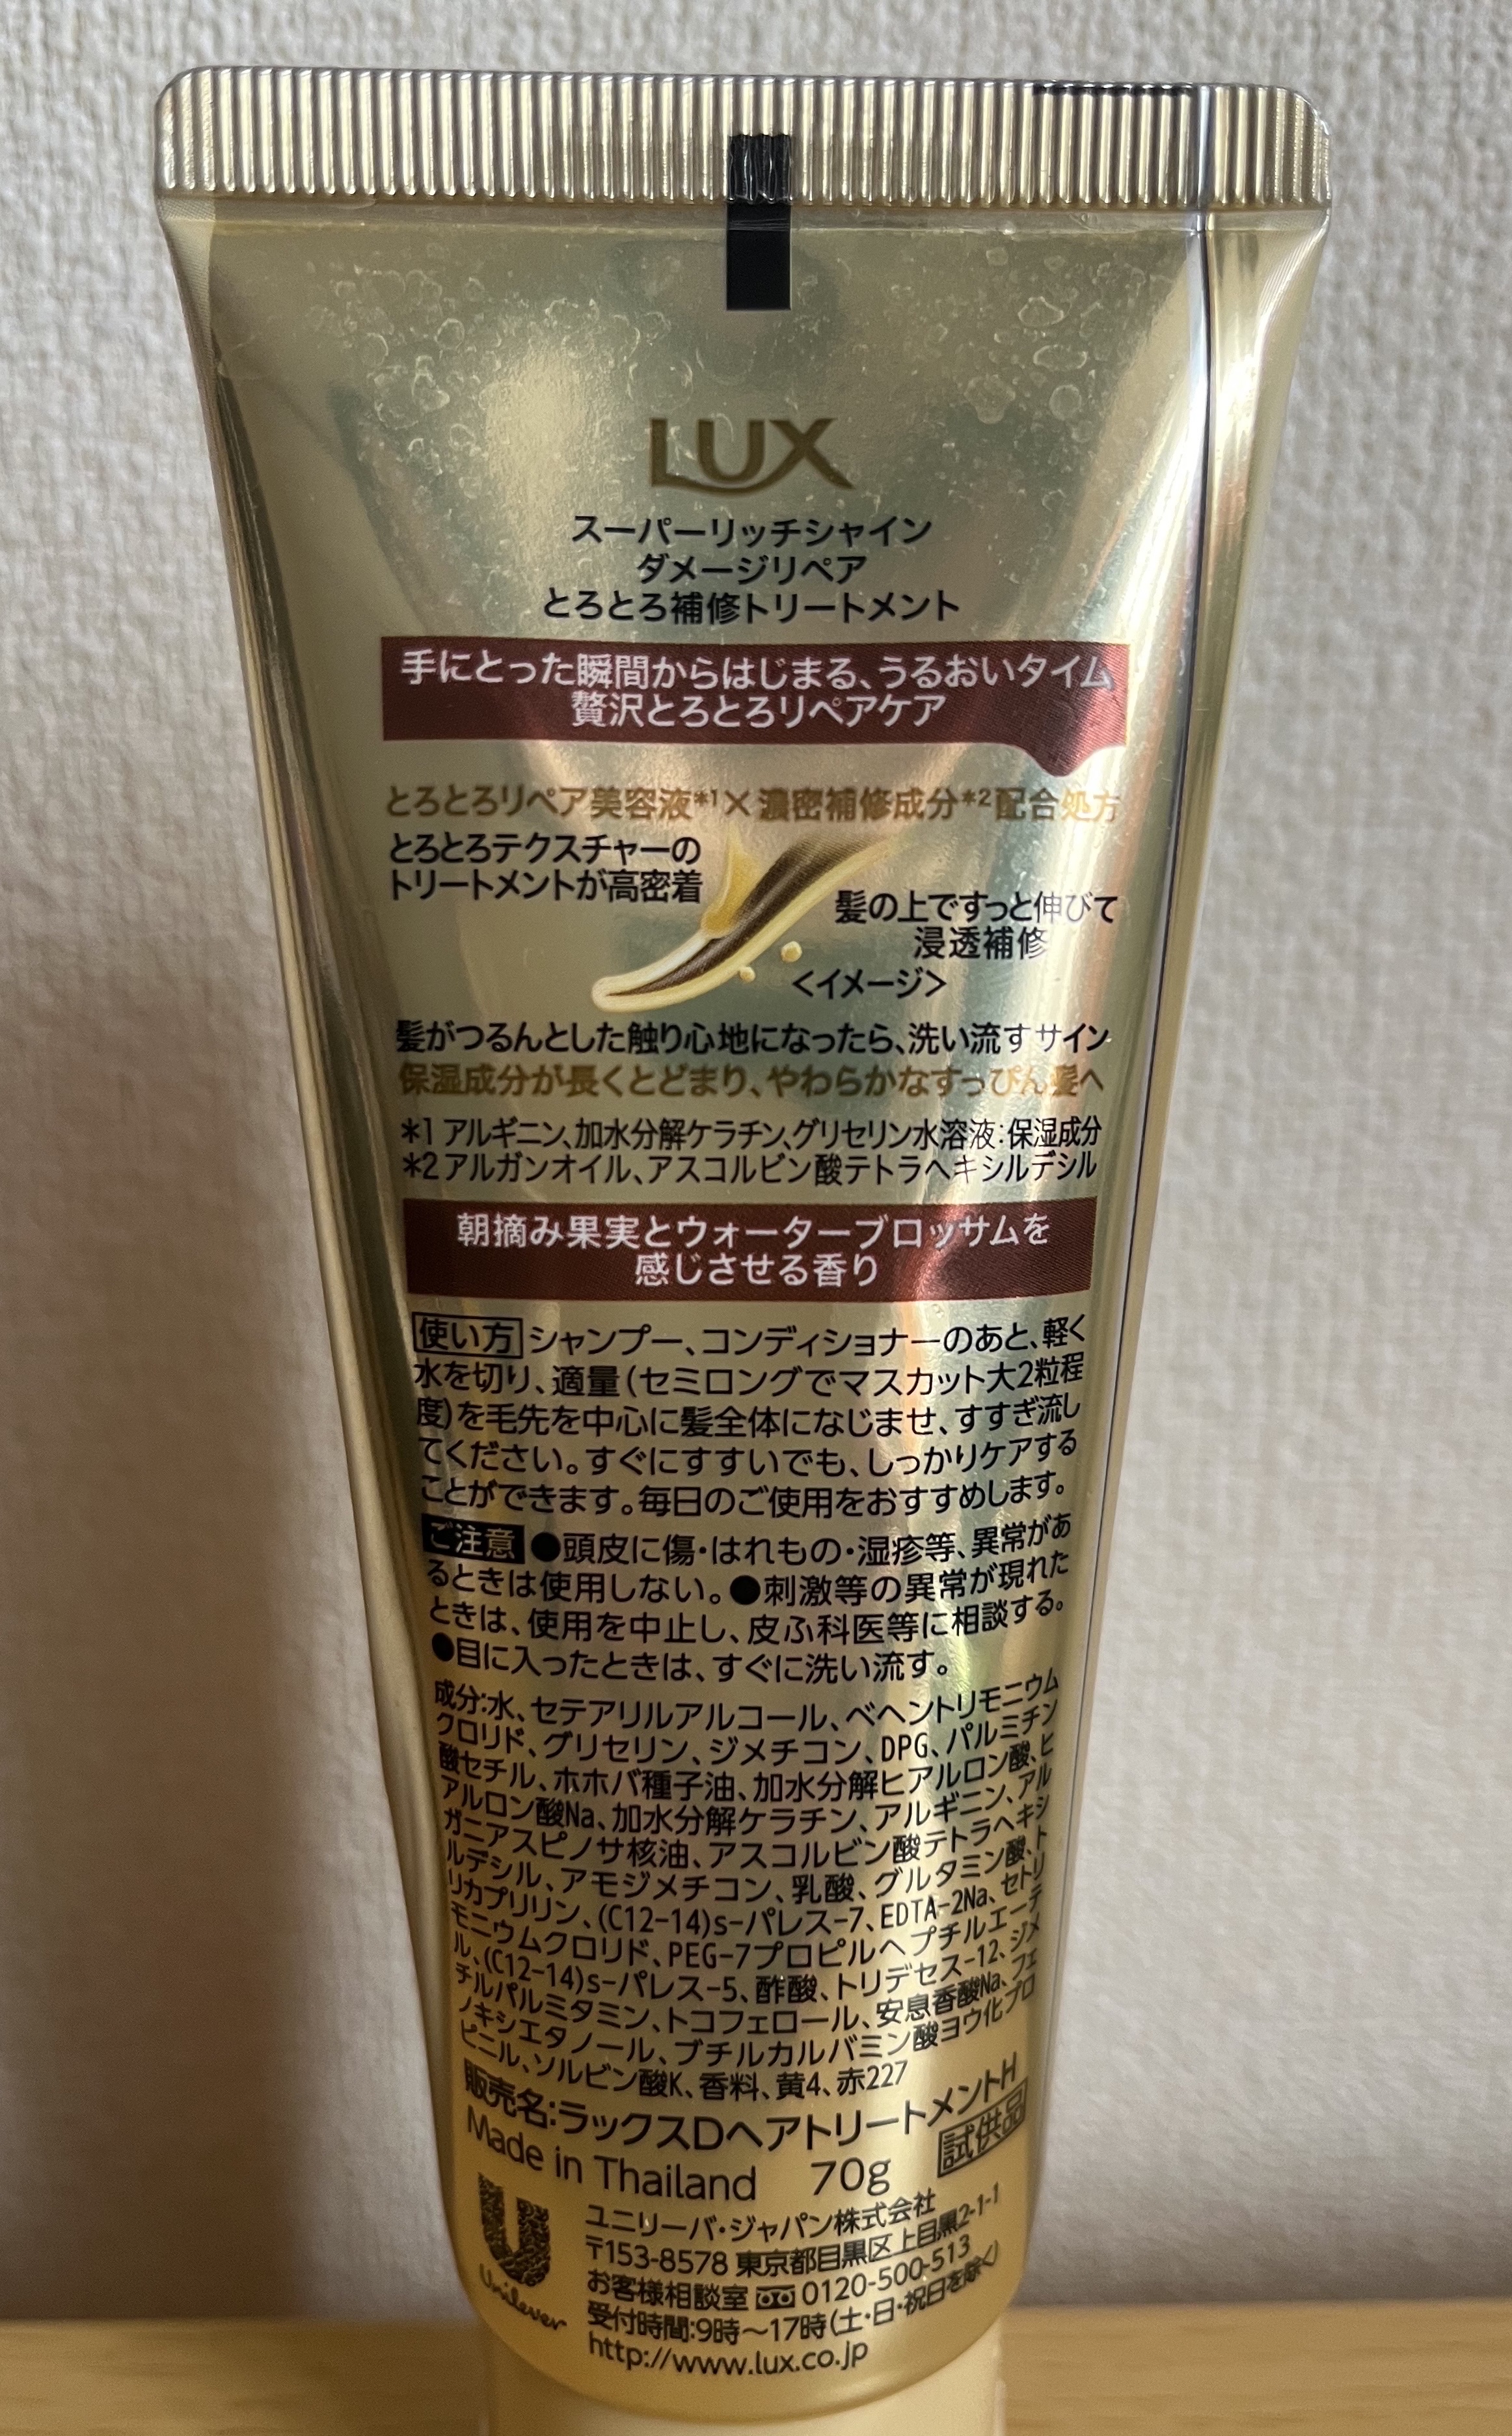 LUX
スーパーリッチシャイン
ダメージリペア
とろとろ補修トリートメント
手にとった瞬間からはじまる、うるおいタイム
贅沢とろとろリペアケア
とろとろリペア美容液*1×濃密補修成分*2配合処方
とろとろテクスチャーの
トリートメントが高密着
髪の上ですっと伸びて
浸透補修
<イメージ>
髪がつるんとした触り心地になったら、洗い流すサイン
保湿成分が長くとどまり、やわらかなすっぴん髪へ
*1 アルギニン、加水分解ケラチン、グリセリン水溶液：保湿成分
*2 アルガンオイル、アスコルビン酸テトラヘキシルデシル
朝摘み果実とウォーターブロッサムを
感じさせる香り
使い方 シャンプー、コンディショナーのあと、軽く
水を切り、適量(セミロングでマスカット大2粒程
度)を毛先を中心に髪全体になじませ、すすぎ流し
てください。すぐにすすいでも、しっかりケアする
ことができます。毎日のご使用をおすすめします。
ご注意 ●頭皮に傷・はれもの・湿疹等、異常があ
るときは使用しない。●刺激等の異常が現れた
ときは、使用を中止し、皮ふ科医等に相談する。
●目に入ったときは、すぐに洗い流す。
成分:水、セテアリルアルコール、ベヘントリモニウム
クロリド、グリセリン、ジメチコン、DPG、パルミチン
酸セチル、ホホバ種子油、加水分解ヒアルロン酸、ヒ
アルロン酸Na、加水分解ケラチン、アルギニン、アル
ガニアスピノサ核油、アスコルビン酸テトラヘキシ
ルデシル、アモジメチコン、乳酸、グルタミン酸、ト
リカプリリン、(C12-14)s-パレス-7、EDTA-2Na、セトリ
モニウムクロリド、PEG-7プロピルヘプチルエーテ
ル、(C12-14)s-パレス-5、酢酸、トリデセス-12、ジメ
チルパルミタミン、トコフェロール、安息香酸Na、フェ
ノキシエタノール、ブチルカルバミン酸ヨウ化プロ
ピニル、ソルビン酸K、香料、黄4、赤227
販売名：ラックスDヘアトリートメントH
Made in Thailand 70g 試供品
Unilever
ユニリーバ・ジャパン株式会社
〒153-8578 東京都目黒区上目黒2-1-1
お客様相談室 0120-500-513
受付時間:9時～17時(土・日・祝日を除く)
http://www.lux.co.jp